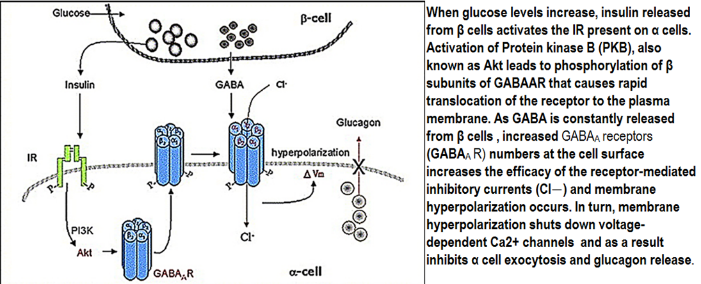 Glucose
β-cell
Insulin
GABA
Cl-
Glucagon
IR
hyperpolarization
Δ Vm
P-
-P
P-
-P
PI3K
Akt
Cl-
GABAAR
α-cell
When glucose levels increase, insulin released
from β cells activates the IR present on α cells.
Activation of Protein kinase B (PKB), also
known as Akt leads to phosphorylation of β
subunits of GABAAR that causes rapid
translocation of the receptor to the plasma
membrane. As GABA is constantly released
from β cells , increased GABAA receptors
(GABAA R) numbers at the cell surface
increases the efficacy of the receptor-mediated
inhibitory currents (Cl—) and membrane
hyperpolarization occurs. In turn, membrane
hyperpolarization shuts down voltage-
dependent Ca2+ channels  and as a result
inhibits α cell exocytosis and glucagon release.